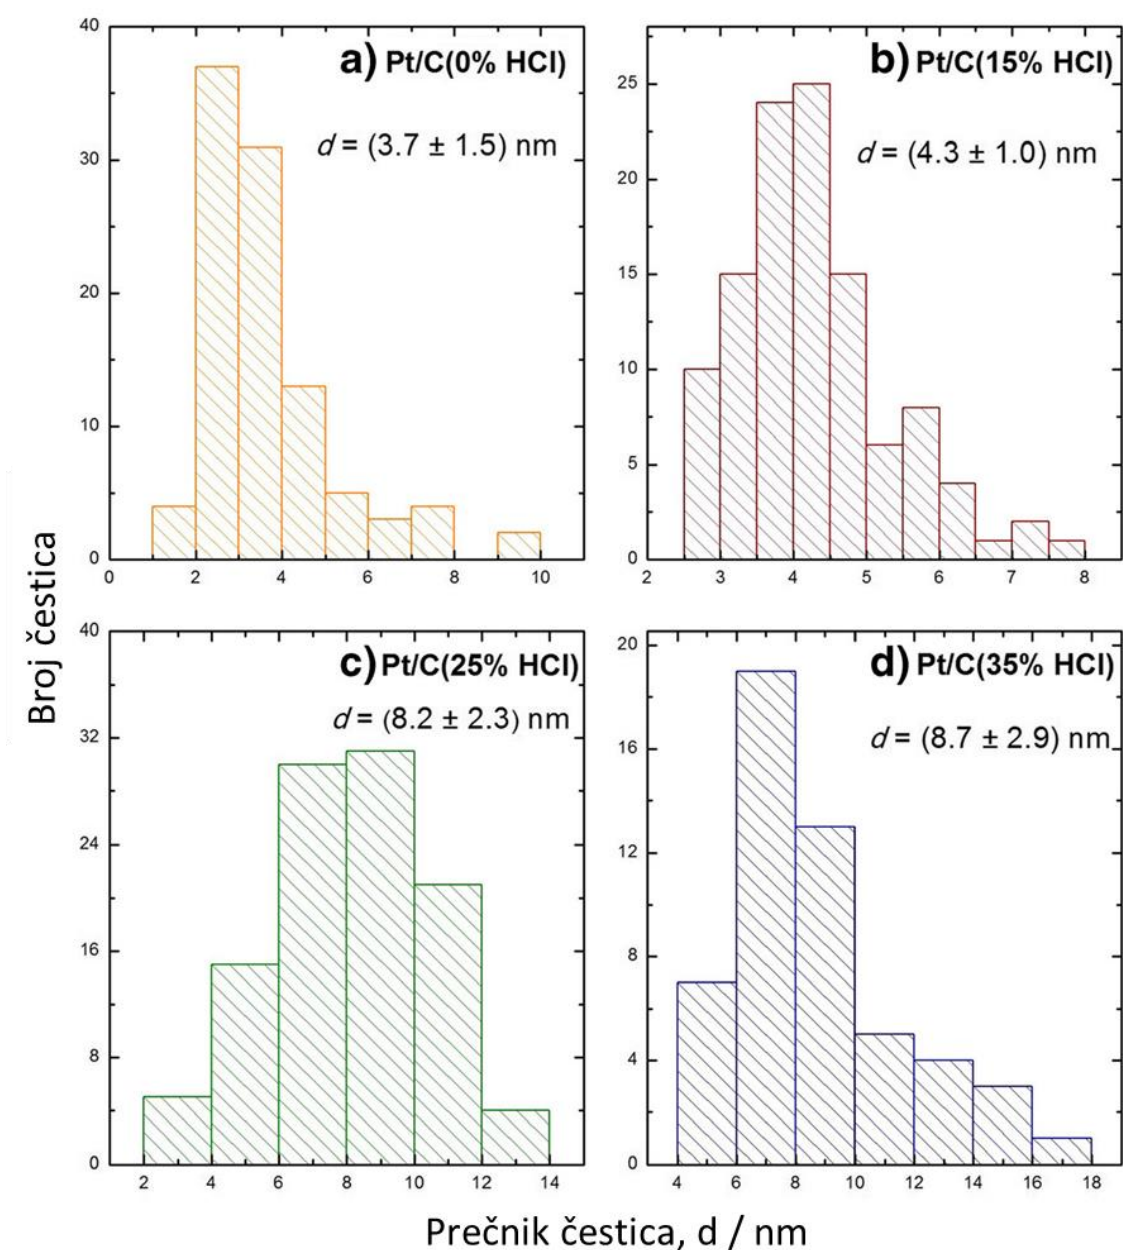 Broj čestica
a) Pt/C(0% HCl)
d = (3.7 ± 1.5) nm
40
30
20
10
0
0 2 4 6 8 10
b) Pt/C(15% HCl)
d = (4.3 ± 1.0) nm
25
20
15
10
5
0
2 3 4 5 6 7 8
c) Pt/C(25% HCl)
d = (8.2 ± 2.3) nm
40
32
24
16
8
0
2 4 6 8 10 12 14
d) Pt/C(35% HCl)
d = (8.7 ± 2.9) nm
20
16
12
8
4
0
4 6 8 10 12 14 16 18
Prečnik čestica, d / nm